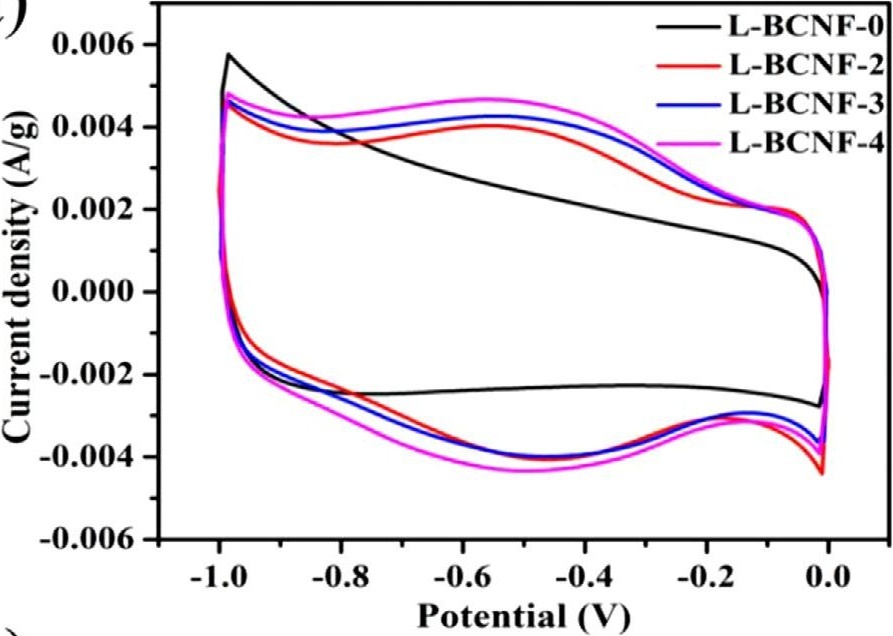 L-BCNF-0
L-BCNF-2
L-BCNF-3
L-BCNF-4
Current density (A/g)
0.006
0.004
0.002
0.000
-0.002
-0.004
-0.006
-1.0 -0.8 -0.6 -0.4 -0.2 0.0
Potential (V)